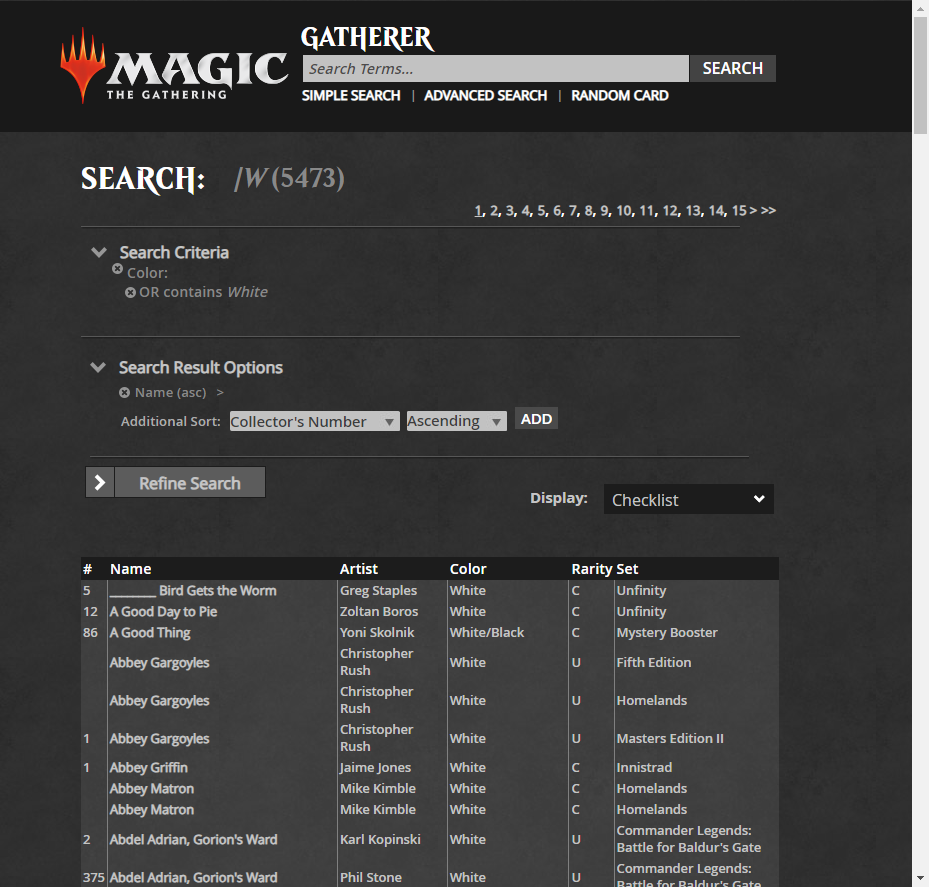 GATHERER
MAGIC
THE GATHERING
Search Terms...
SEARCH
SIMPLE SEARCH | ADVANCED SEARCH | RANDOM CARD
SEARCH: /W (5473)
1, 2, 3, 4, 5, 6, 7, 8, 9, 10, 11, 12, 13, 14, 15 > >>
Search Criteria
Color:
OR contains White
Search Result Options
Name (asc) >
Additional Sort: Collector's Number Ascending ADD
Refine Search
Display: Checklist
# Name Artist Color Rarity Set
5 _______ Bird Gets the Worm Greg Staples White C Unfinity
12 A Good Day to Pie Zoltan Boros White C Unfinity
86 A Good Thing Yoni Skolnik White/Black C Mystery Booster
Abbey Gargoyles Christopher Rush White U Fifth Edition
Abbey Gargoyles Christopher Rush White U Homelands
1 Abbey Gargoyles Christopher Rush White U Masters Edition II
1 Abbey Griffin Jaime Jones White C Innistrad
Abbey Matron Mike Kimble White C Homelands
Abbey Matron Mike Kimble White C Homelands
2 Abdel Adrian, Gorion's Ward Karl Kopinski White U Commander Legends: Battle for Baldur's Gate
375 Abdel Adrian, Gorion's Ward Phil Stone White U Commander Legends: Battle for Baldur's Gate